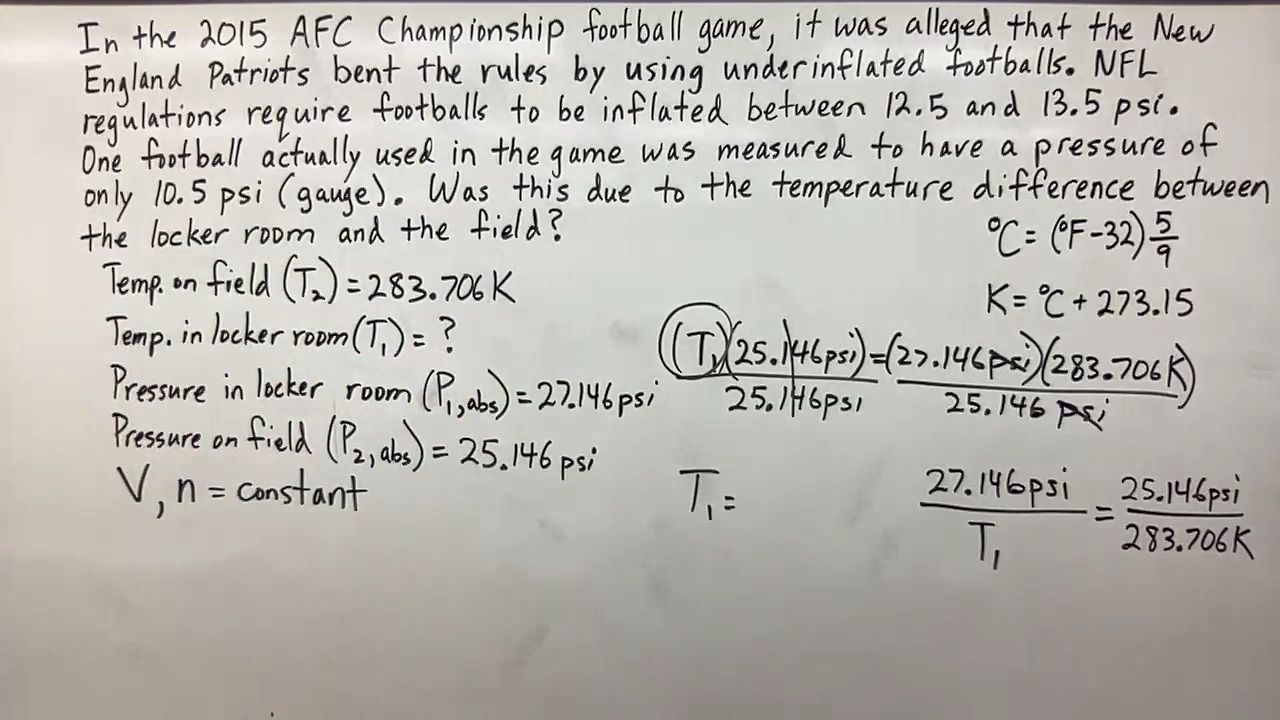 In the 2015 AFC Championship football game, it was alleged that the New
England Patriots bent the rules by using underinflated footballs. NFL
regulations require footballs to be inflated between 12.5 and 13.5 psi.
One football actually used in the game was measured to have a pressure of
only 10.5 psi (gauge). Was this due to the temperature difference between
the locker room and the field?
°C = (°F-32) 5/9
Temp. on field (T₂) = 283.706K
K = °C + 273.15
Temp. in locker room (T₁) = ?
(T₁)(25.146psi) = (27.146psi)(283.706K)
25.146psi 25.146 psi
Pressure in locker room (P₁,abs) = 27.146psi
Pressure on field (P₂,abs) = 25.146 psi
V, n = constant
T₁ =
27.146psi / T₁ = 25.146psi / 283.706K